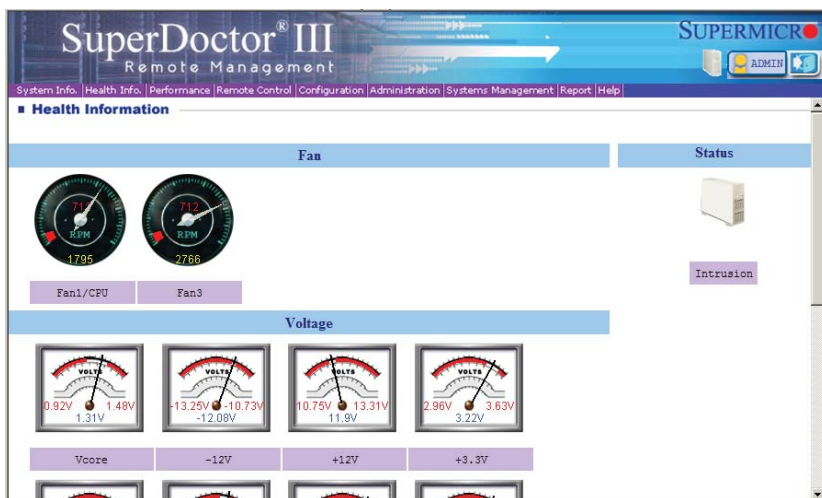 SuperDoctor® III
Remote Management
SUPERMICR
ADMIN
System Info. Health Info. Performance Remote Control Configuration Administration Systems Management Report Help
Health Information
Fan
Status
712
RPM
1795
712
RPM
2766
Fan1/CPU
Fan3
Intrusion
Voltage
VOLTS
0.92V 1.48V
1.31V
VOLTS
-13.25V -10.73V
-12.08V
VOLTS
10.75V 13.31V
11.9V
VOLTS
2.96V 3.63V
3.22V
Vcore
-12V
+12V
+3.3V